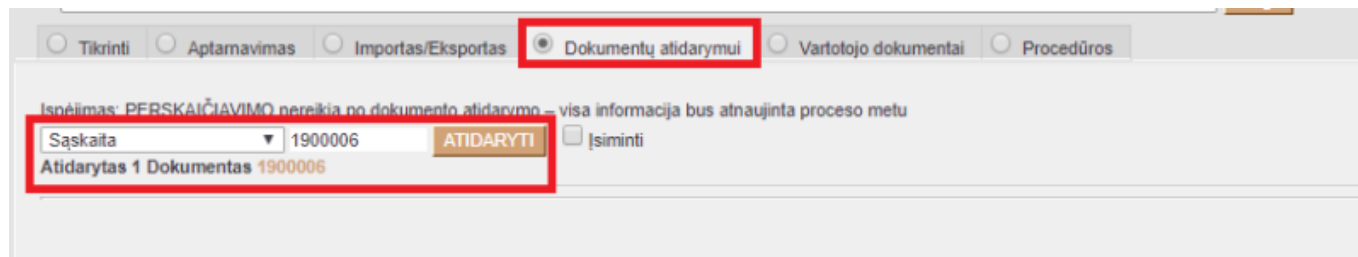 Tikrinti Aptarnavimas Importas/Eksportas Dokumentų atidarymui Vartotojo dokumentai Procedūros
Ispėjimas: PERSKAIČIAVIMO nereikia po dokumento atidarymo – visa informacija bus atnaujinta proceso metu
Sąskaita 1900006 ATIDARYTI Įsiminti
Atidarytas 1 Dokumentas 1900006